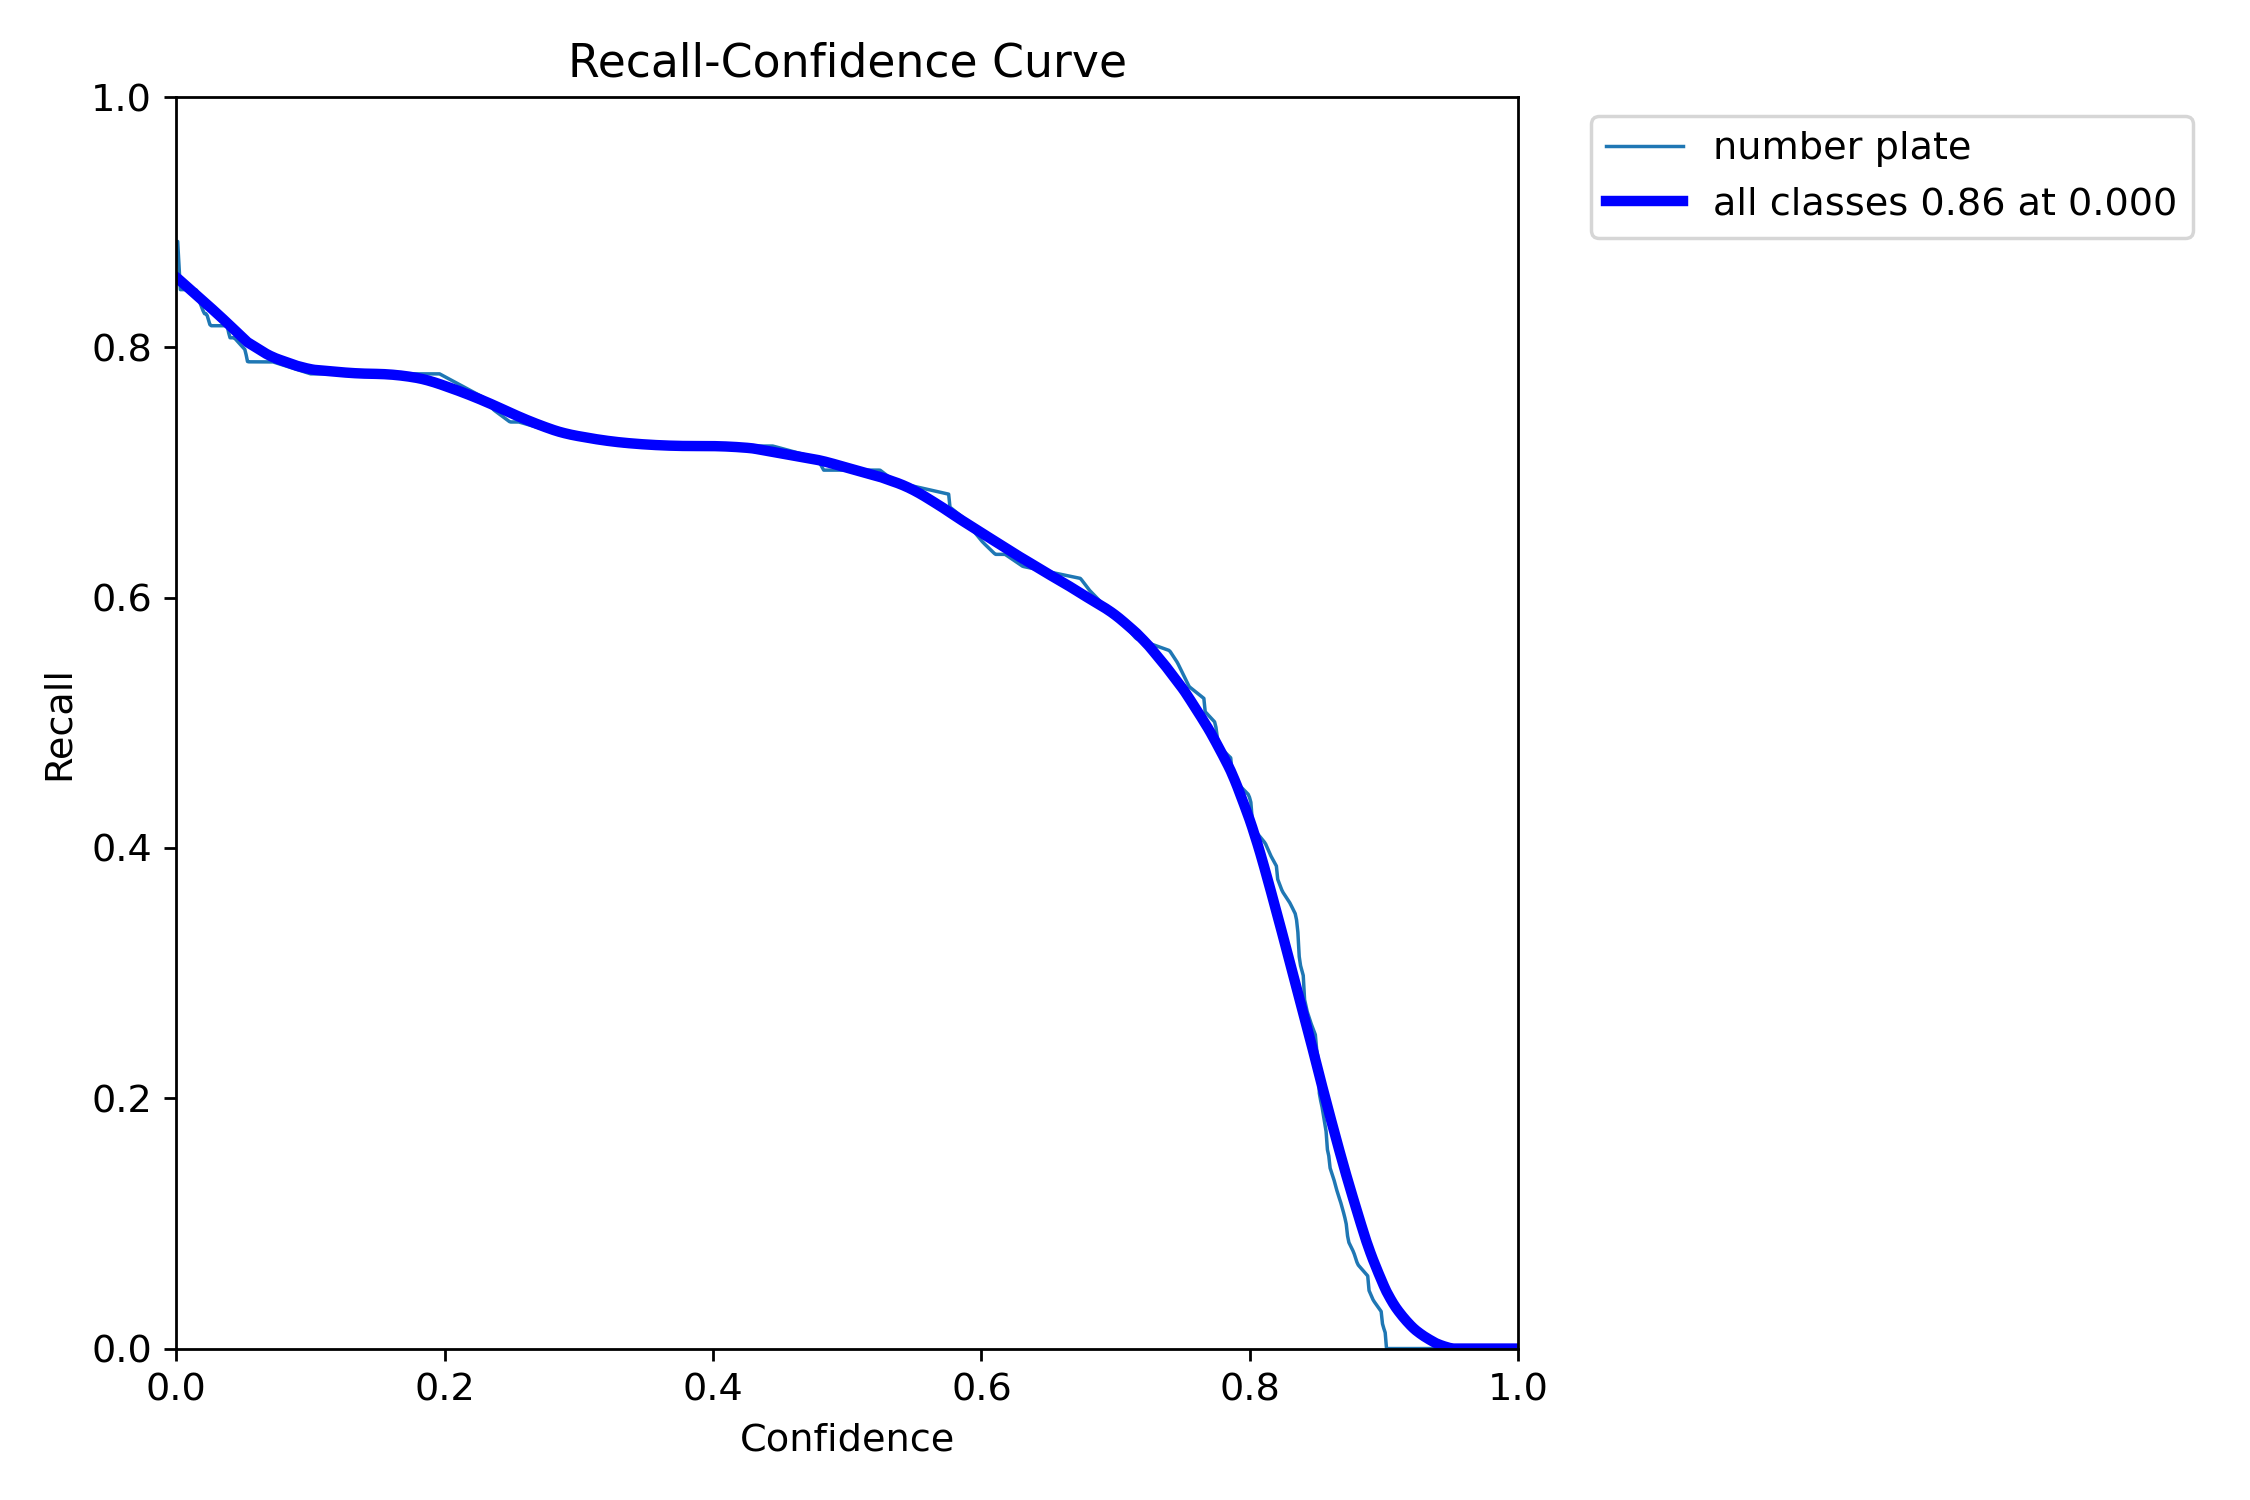 Recall-Confidence Curve
number plate
all classes 0.86 at 0.000
1.0
0.8
0.6
0.4
0.2
0.0
Recall
0.0 0.2 0.4 0.6 0.8 1.0
Confidence